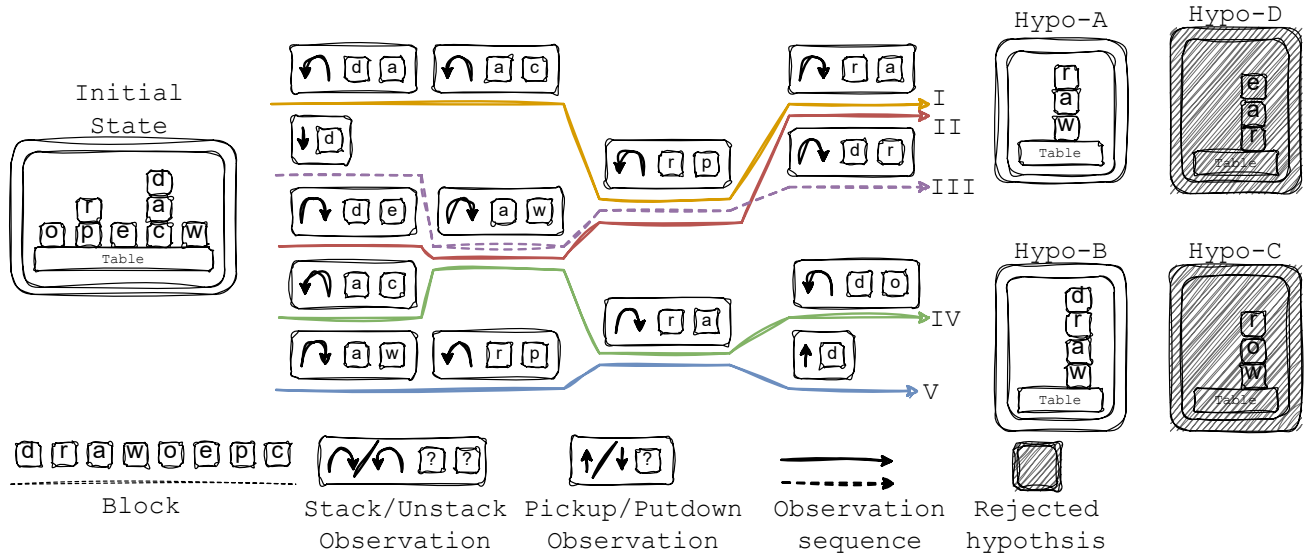 Initial
State
d
a
r
o p e c w
Table
d a
a c
d
d e
a w
a c
a w
r p
r p
r a
r a
d r
d o
d
I
II
III
IV
V
Hypo-A
r
a
w
Table
Hypo-D
e
a
r
Table
Hypo-B
d
r
a
w
Table
Hypo-C
r
o
w
Table
d r a w o e p c
Block
? ?
Stack/Unstack
Observation
?
Pickup/Putdown
Observation
Observation
sequence
Rejected
hypothsis